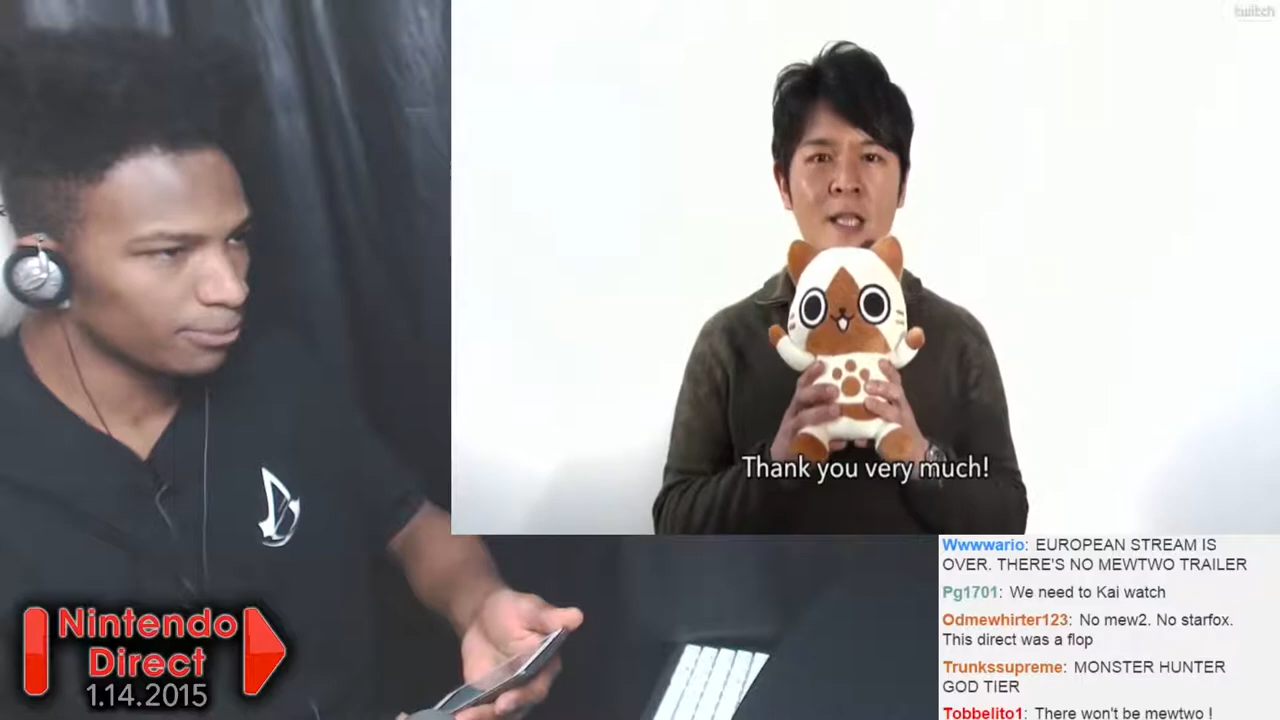 twitch
Thank you very much!
Wwwwario: EUROPEAN STREAM IS
OVER. THERE'S NO MEWTWO TRAILER
Pg1701: We need to Kai watch
Odmewhirter123: No mew2. No starfox.
This direct was a flop
Trunkssupreme: MONSTER HUNTER
GOD TIER
Tobbelito1: There won't be mewtwo !
Nintendo
Direct
1.14.2015